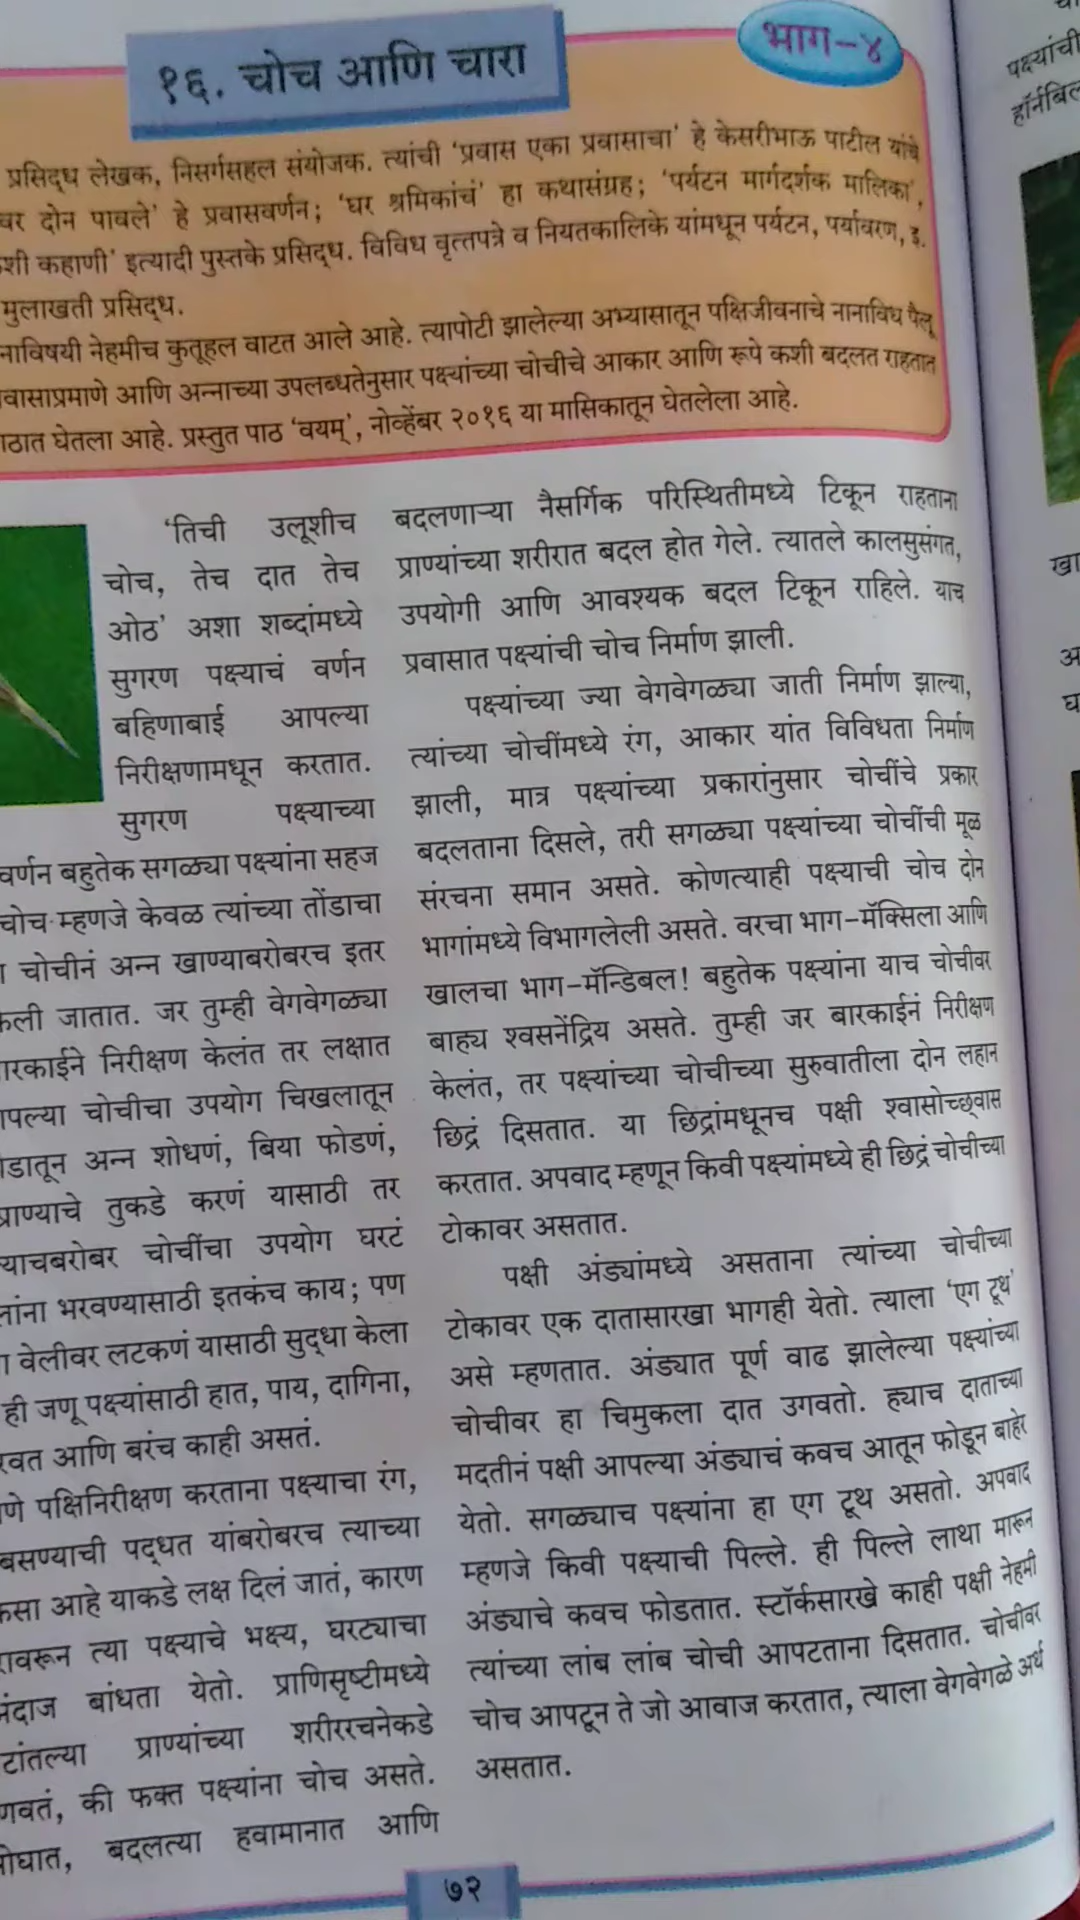 भाग-४
१६. चोच आणि चारा
प्रसिद्ध लेखक, निसर्गसहल संयोजक. त्यांची ‘प्रवास एका प्रवासाचा’ हे केसरीभाऊ पाटील यांचे
वर दोन पावले’ हे प्रवासवर्णन; ‘घर श्रमिकांचं’ हा कथासंग्रह; ‘पर्यटन मार्गदर्शक मालिका’,
शी कहाणी’ इत्यादी पुस्तके प्रसिद्ध. विविध वृत्तपत्रे व नियतकालिके यांमधून पर्यटन, पर्यावरण, इ.
मुलाखती प्रसिद्ध.
नाविषयी नेहमीच कुतूहल वाटत आले आहे. त्यापोटी झालेल्या अभ्यासातून पक्षिजीवनाचे नानाविध पैलू
वासाप्रमाणे आणि अन्नाच्या उपलब्धतेनुसार पक्ष्यांच्या चोचीचे आकार आणि रूपे कशी बदलत राहतात
ाठात घेतला आहे. प्रस्तुत पाठ ‘वयम्’, नोव्हेंबर २०१६ या मासिकातून घेतलेला आहे.
‘तिची उलूशीच
चोच, तेच दात तेच
ओठ’ अशा शब्दांमध्ये
सुगरण पक्ष्याचं वर्णन
बहिणाबाई आपल्या
निरीक्षणामधून करतात.
सुगरण पक्ष्याच्या
वर्णन बहुतेक सगळ्या पक्ष्यांना सहज
चोच म्हणजे केवळ त्यांच्या तोंडाचा
चोचीनं अन्न खाण्याबरोबरच इतर
केली जातात. जर तुम्ही वेगवेगळ्या
ारकाईने निरीक्षण केलंत तर लक्षात
पल्या चोचीचा उपयोग चिखलातून
डातून अन्न शोधणं, बिया फोडणं,
प्राण्याचे तुकडे करणं यासाठी तर
याचबरोबर चोचींचा उपयोग घरटं
ांना भरवण्यासाठी इतकंच काय; पण
वेलीवर लटकणं यासाठी सुद्धा केला
ही जणू पक्ष्यांसाठी हात, पाय, दागिना,
रवत आणि बरंच काही असतं.
णे पक्षिनिरीक्षण करताना पक्ष्याचा रंग,
बसण्याची पद्धत यांबरोबरच त्याच्या
कसा आहे याकडे लक्ष दिलं जातं, कारण
ावरून त्या पक्ष्याचे भक्ष्य, घरट्याचा
अंदाज बांधता येतो. प्राणिसृष्टीमध्ये
टांतल्या प्राण्यांच्या शरीररचनेकडे
णवतं, की फक्त पक्ष्यांना चोच असते.
ोघात, बदलत्या हवामानात आणि
बदलणाऱ्या नैसर्गिक परिस्थितीमध्ये टिकून राहताना
प्राण्यांच्या शरीरात बदल होत गेले. त्यातले कालसुसंगत,
उपयोगी आणि आवश्यक बदल टिकून राहिले. याच
प्रवासात पक्ष्यांची चोच निर्माण झाली.
पक्ष्यांच्या ज्या वेगवेगळ्या जाती निर्माण झाल्या,
त्यांच्या चोचींमध्ये रंग, आकार यांत विविधता निर्माण
झाली, मात्र पक्ष्यांच्या प्रकारांनुसार चोचींचे प्रकार
बदलताना दिसले, तरी सगळ्या पक्ष्यांच्या चोचींची मूळ
संरचना समान असते. कोणत्याही पक्ष्याची चोच दोन
भागांमध्ये विभागलेली असते. वरचा भाग-मॅक्सिला आणि
खालचा भाग-मॅन्डिबल! बहुतेक पक्ष्यांना याच चोचीवर
बाह्य श्वसनेंद्रिय असते. तुम्ही जर बारकाईनं निरीक्षण
केलंत, तर पक्ष्यांच्या चोचीच्या सुरुवातीला दोन लहान
छिद्रं दिसतात. या छिद्रांमधूनच पक्षी श्वासोच्छ्वास
करतात. अपवाद म्हणून किवी पक्ष्यांमध्ये ही छिद्रं चोचीच्या
टोकावर असतात.
पक्षी अंड्यांमध्ये असताना त्यांच्या चोचीच्या
टोकावर एक दातासारखा भागही येतो. त्याला ‘एग टूथ’
असे म्हणतात. अंड्यात पूर्ण वाढ झालेल्या पक्ष्यांच्या
चोचीवर हा चिमुकला दात उगवतो. ह्याच दाताच्या
मदतीनं पक्षी आपल्या अंड्याचं कवच आतून फोडून बाहेर
येतो. सगळ्याच पक्ष्यांना हा एग टूथ असतो. अपवाद
म्हणजे किवी पक्ष्याची पिल्ले. ही पिल्ले लाथा मारून
अंड्याचे कवच फोडतात. स्टॉर्कसारखे काही पक्षी नेहमी
त्यांच्या लांब लांब चोची आपटताना दिसतात. चोचीवर
चोच आपटून ते जो आवाज करतात, त्याला वेगवेगळे अर्थ
असतात.
७२
पक्ष्यांची
हॉर्नबिल